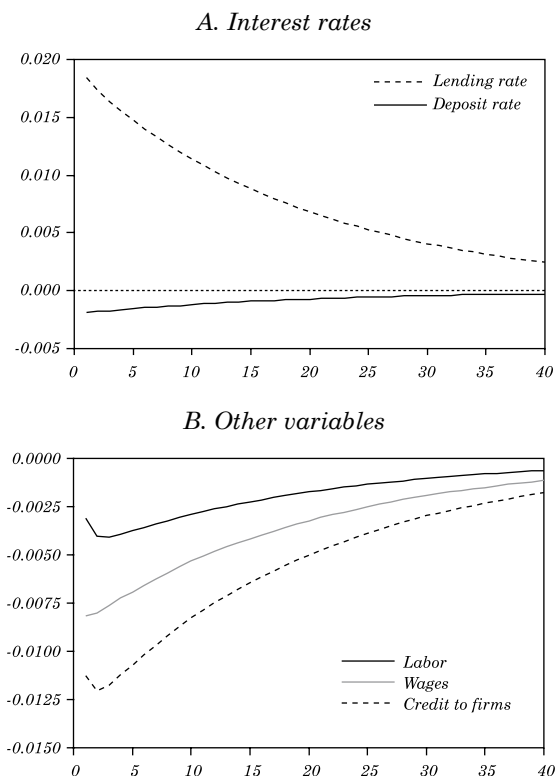 A. Interest rates
0.020
Lending rate
Deposit rate
0.015
0.010
0.005
0.000
-0.005
0 5 10 15 20 25 30 35 40
B. Other variables
0.0000
-0.0025
-0.0050
-0.0075
-0.0100
Labor
Wages
-0.0125
Credit to firms
-0.0150
0 5 10 15 20 25 30 35 40